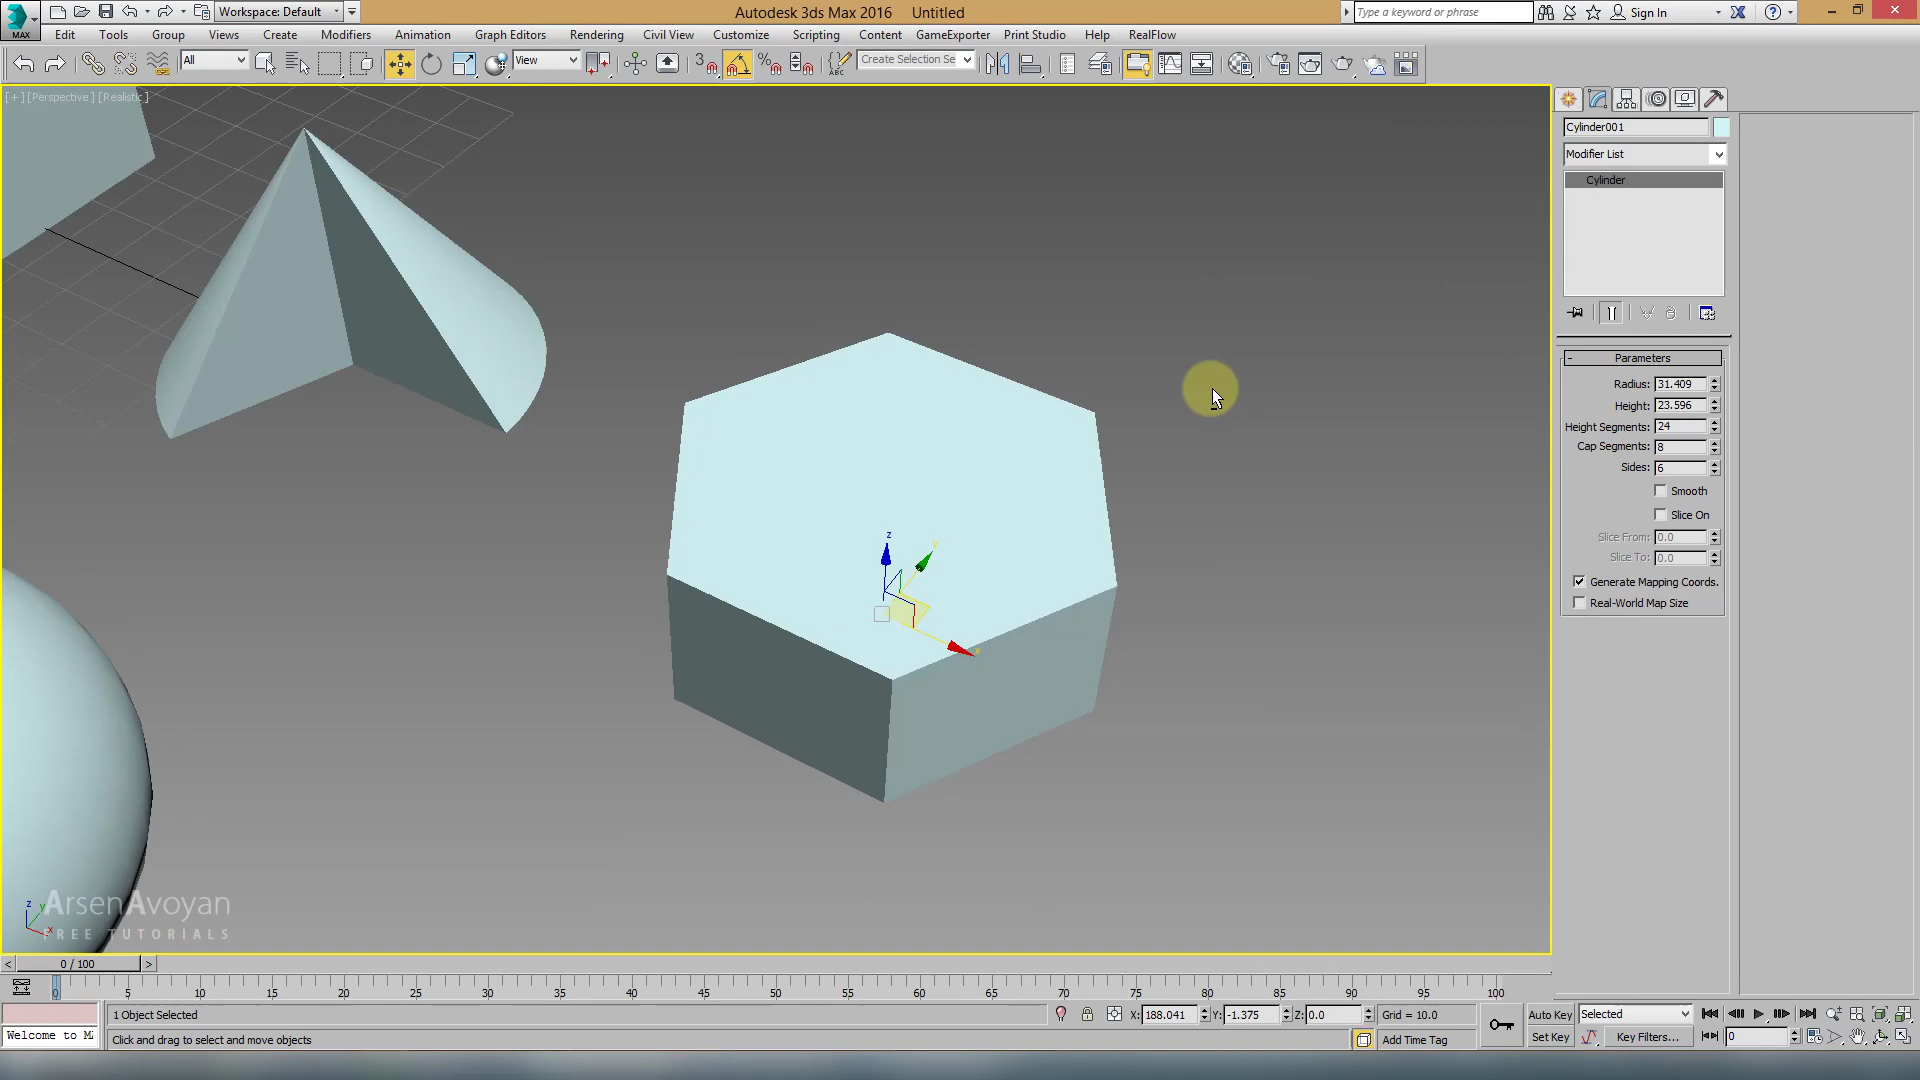 MAX
Workspace: Default
Autodesk 3ds Max 2016 Untitled
Type a keyword or phrase
Sign In
Edit Tools Group Views Create Modifiers Animation Graph Editors Rendering Civil View Customize Scripting Content GameExporter Print Studio Help RealFlow
All
View
3
ABC
Create Selection Se
[+] [Perspective] [Realistic]
Cylinder001
Modifier List
Cylinder
- Parameters
Radius: 31.409
Height: 23.596
Height Segments: 24
Cap Segments: 8
Sides: 6
Smooth
Slice On
Slice From: 0.0
Slice To: 0.0
Generate Mapping Coords.
Real-World Map Size
z
y
x
ArsenAvoyan
FREE TUTORIALS
z
y
x
< 0 / 100 >
0 5 10 15 20 25 30 35 40 45 50 55 60 65 70 75 80 85 90 95 100
1 Object Selected
X: 188.041 Y: -1.375 Z: 0.0
Grid = 10.0
Auto Key
Selected
Welcome to M
Click and drag to select and move objects
Add Time Tag
Set Key
Key Filters...
0